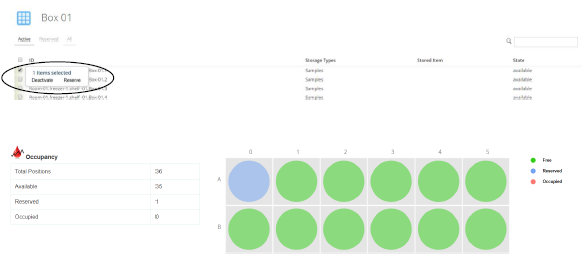 Box 01
Active Reserved All
ID Storage Types Stored Item State
1 Items selected
Deactivate Reserve
Box 01.1 Samples available
Box 01.2 Samples available
Room-01.freezer-1.shelf-01.Box 01.3 Samples available
Room-01.freezer-1.shelf-01.Box 01.4 Samples available
Occupancy
Total Positions 36
Available 35
Reserved 1
Occupied 0
0 1 2 3 4 5
A
B
Free
Reserved
Occupied